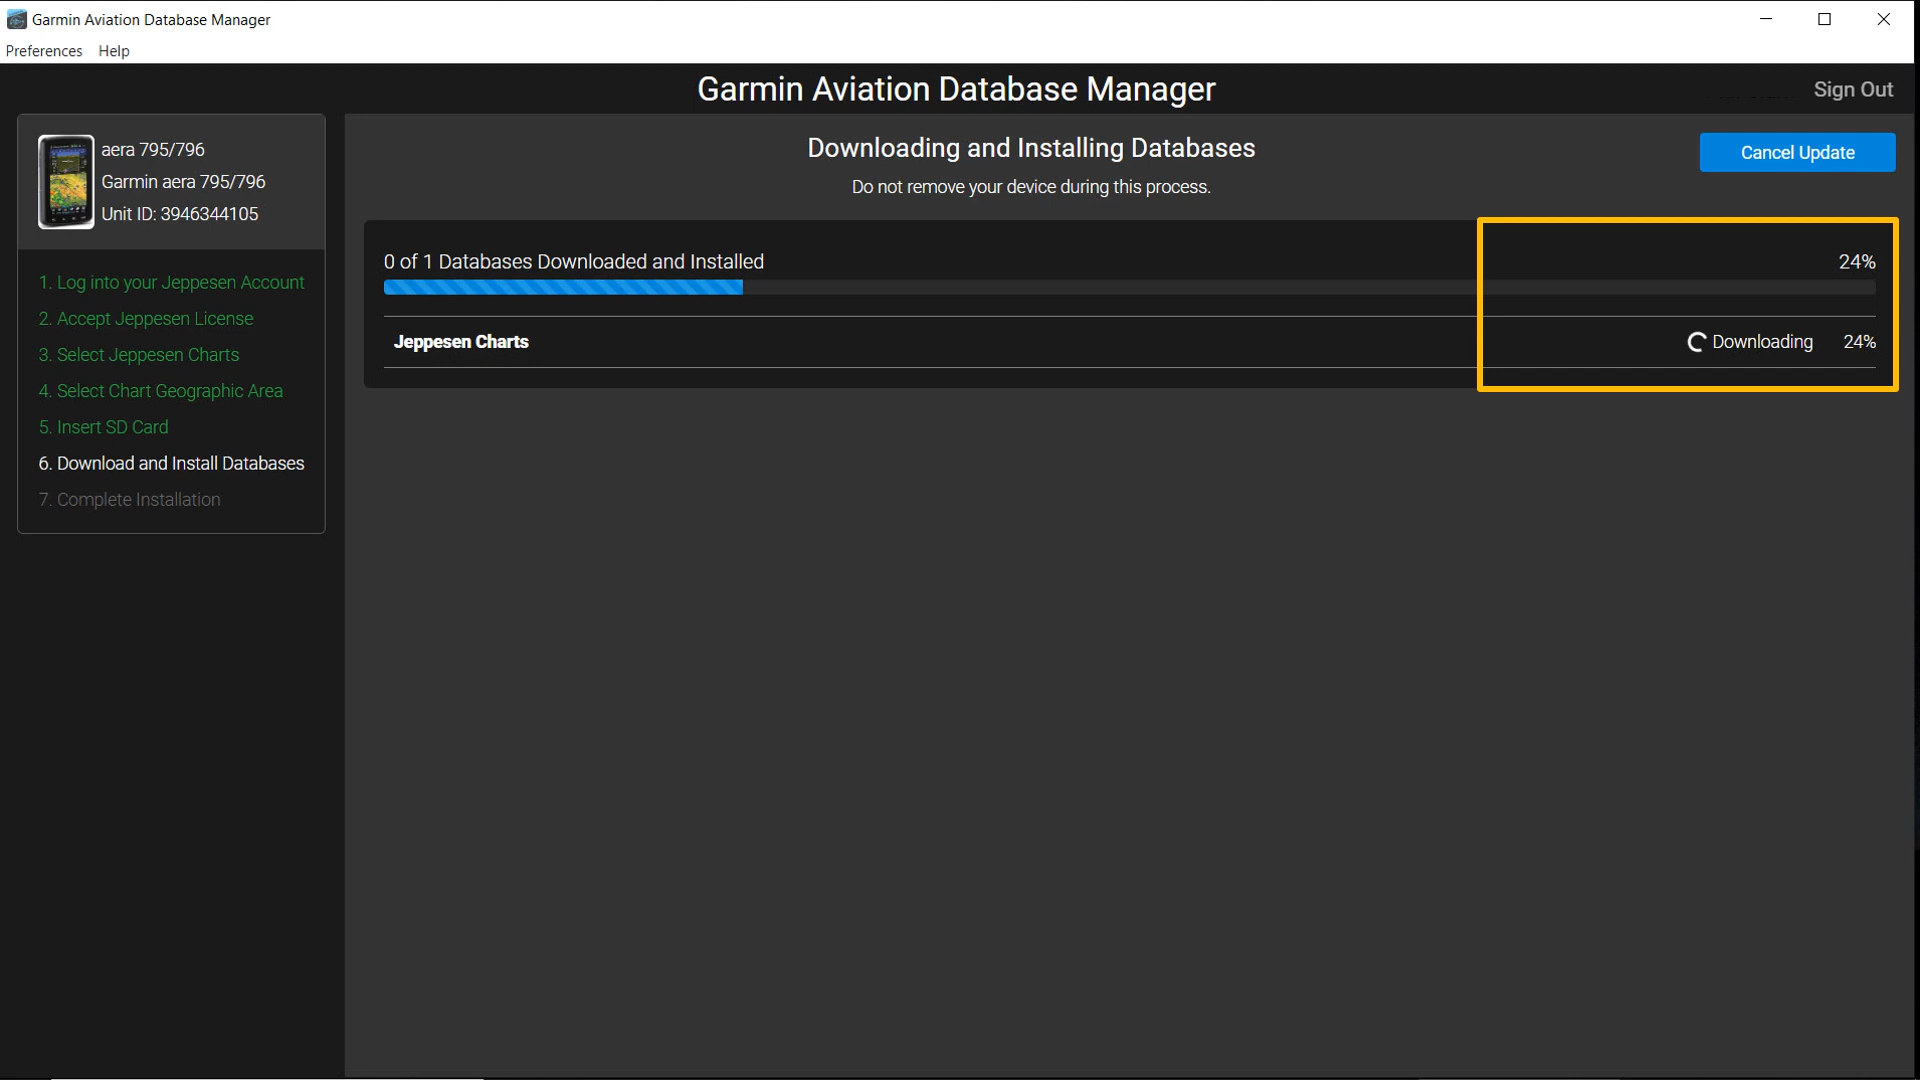 Garmin Aviation Database Manager
Preferences Help
Garmin Aviation Database Manager
Sign Out
aera 795/796
Garmin aera 795/796
Unit ID: 3946344105
1. Log into your Jeppesen Account
2. Accept Jeppesen License
3. Select Jeppesen Charts
4. Select Chart Geographic Area
5. Insert SD Card
6. Download and Install Databases
7. Complete Installation
Downloading and Installing Databases
Do not remove your device during this process.
Cancel Update
0 of 1 Databases Downloaded and Installed 24%
Jeppesen Charts Downloading 24%